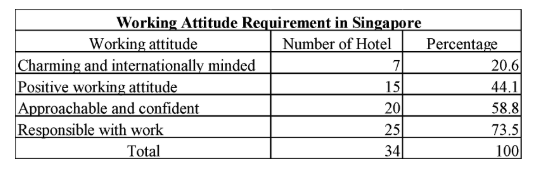 Working Attitude Requirement in Singapore
Working attitude Number of Hotel Percentage
Charming and internationally minded 7 20.6
Positive working attitude 15 44.1
Approachable and confident 20 58.8
Responsible with work 25 73.5
Total 34 100